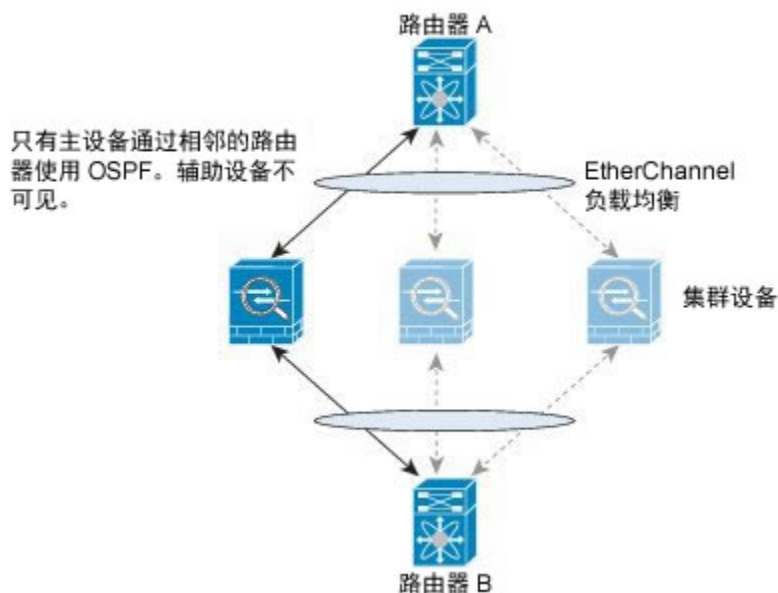 路由器 A
只有主设备通过相邻的路由
器使用 OSPF。辅助设备不
可见。
EtherChannel
负载均衡
集群设备
路由器 B